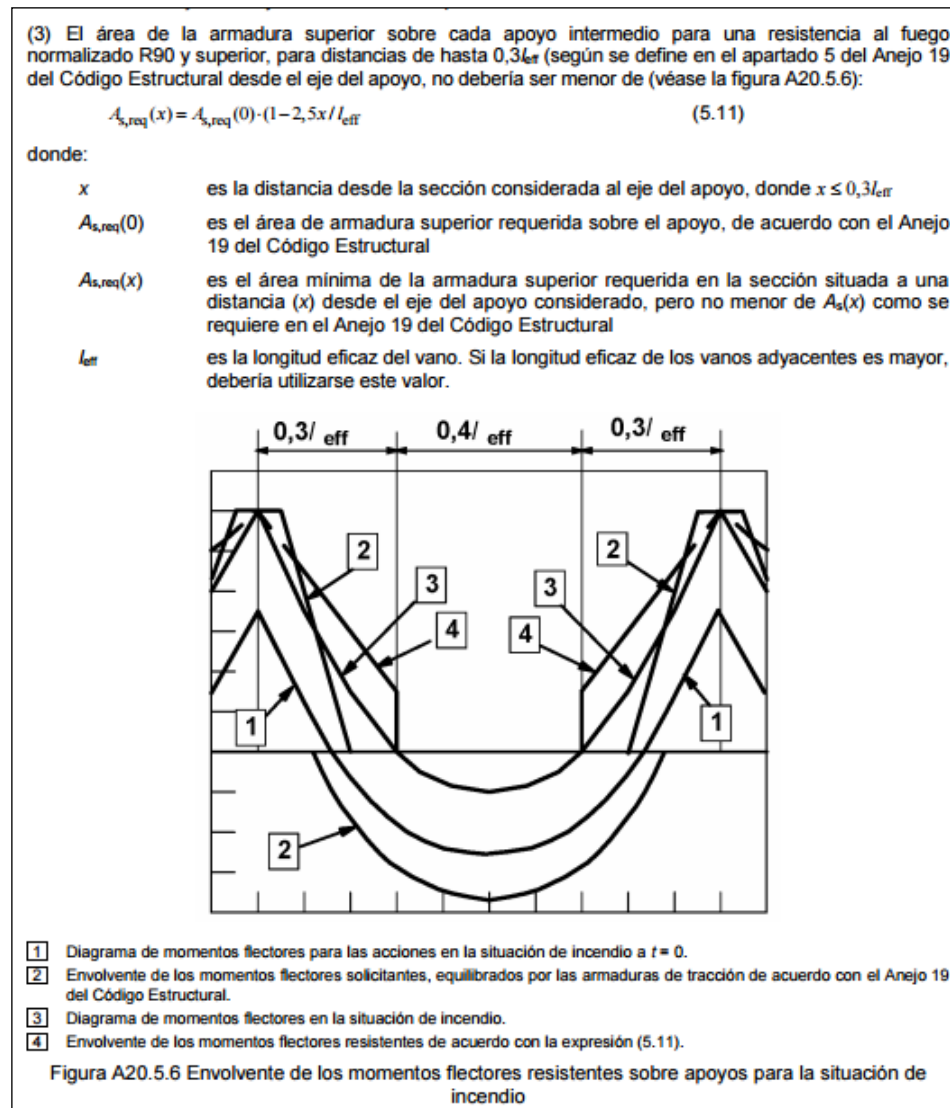 (3) El área de la armadura superior sobre cada apoyo intermedio para una resistencia al fuego
normalizado R90 y superior, para distancias de hasta 0,3leff (según se define en el apartado 5 del Anejo 19
del Código Estructural desde el eje del apoyo, no debería ser menor de (véase la figura A20.5.6):
As,req(x) = As,req(0)·(1−2,5x/leff (5.11)
donde:
x es la distancia desde la sección considerada al eje del apoyo, donde x ≤ 0,3leff
As,req(0) es el área de armadura superior requerida sobre el apoyo, de acuerdo con el Anejo
19 del Código Estructural
As,req(x) es el área mínima de la armadura superior requerida en la sección situada a una
distancia (x) desde el eje del apoyo considerado, pero no menor de As(x) como se
requiere en el Anejo 19 del Código Estructural
leff es la longitud eficaz del vano. Si la longitud eficaz de los vanos adyacentes es mayor,
debería utilizarse este valor.
0,3l eff 0,4l eff 0,3l eff
2 2
3 3
4 4
1 1
2
1 Diagrama de momentos flectores para las acciones en la situación de incendio a t = 0.
2 Envolvente de los momentos flectores solicitantes, equilibrados por las armaduras de tracción de acuerdo con el Anejo 19
del Código Estructural.
3 Diagrama de momentos flectores en la situación de incendio.
4 Envolvente de los momentos flectores resistentes de acuerdo con la expresión (5.11).
Figura A20.5.6 Envolvente de los momentos flectores resistentes sobre apoyos para la situación de
incendio